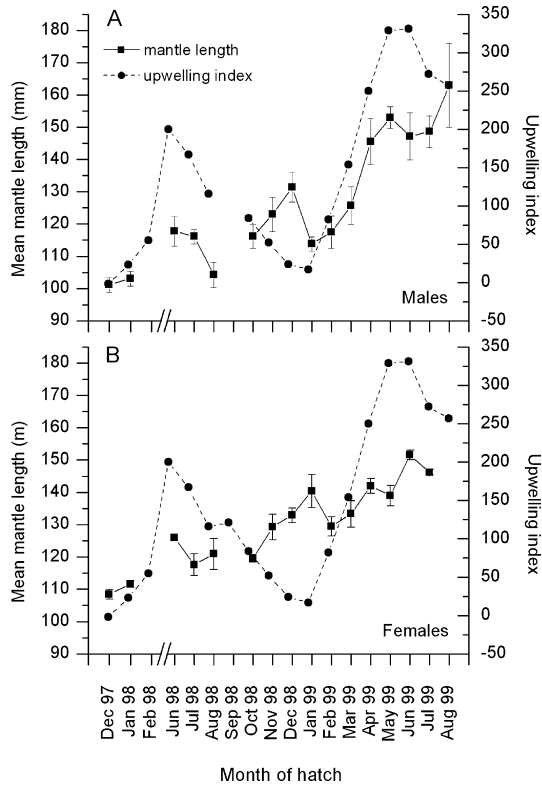 A
mantle length
upwelling index
180
170
160
150
140
130
120
110
100
90
Mean mantle length (mm)
350
300
250
200
150
100
50
0
-50
Upwelling index
Males
B
180
170
160
150
140
130
120
110
100
90
Mean mantle length (m)
350
300
250
200
150
100
50
0
-50
Upwelling index
Females
Dec 97
Jan 98
Feb 98
Jun 98
Jul 98
Aug 98
Sep 98
Oct 98
Nov 98
Dec 98
Jan 99
Feb 99
Mar 99
Apr 99
May 99
Jun 99
Jul 99
Aug 99
Month of hatch